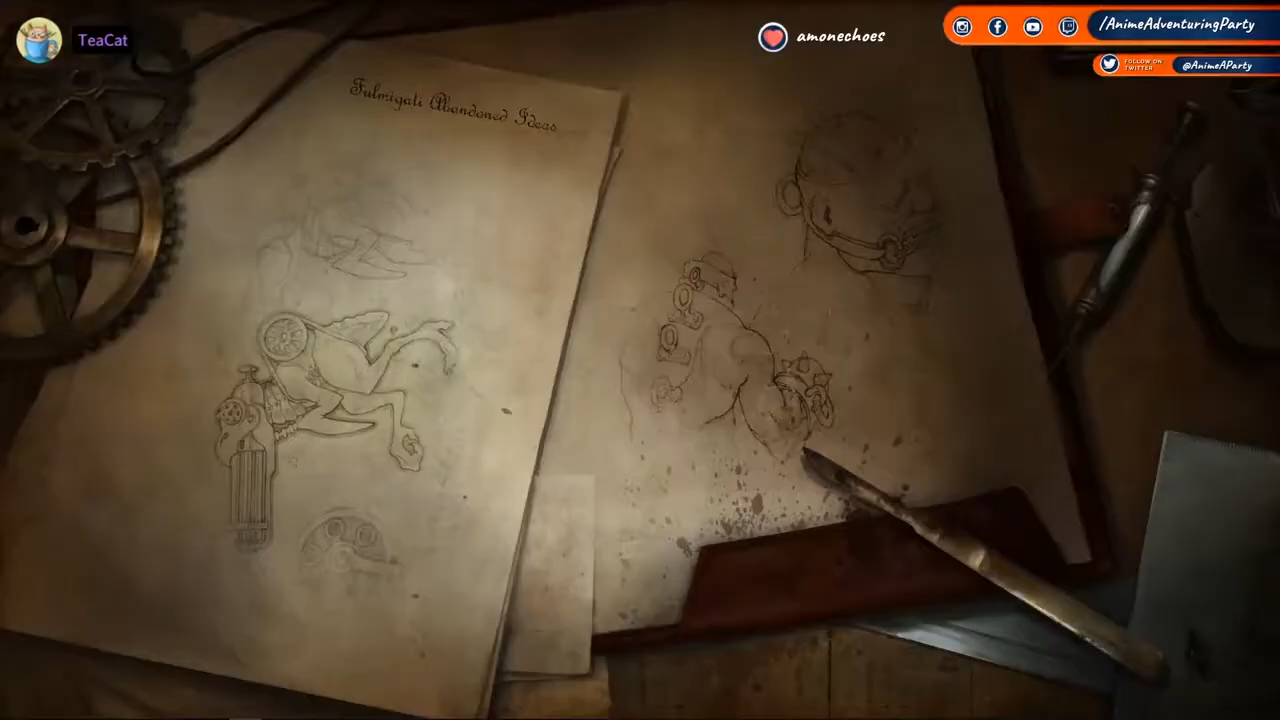 TeaCat
amonechoes
/AnimeAdventuringParty
FOLLOW ON
TWITTER
@AnimeAParty
Fulmigati Abandoned Ideas